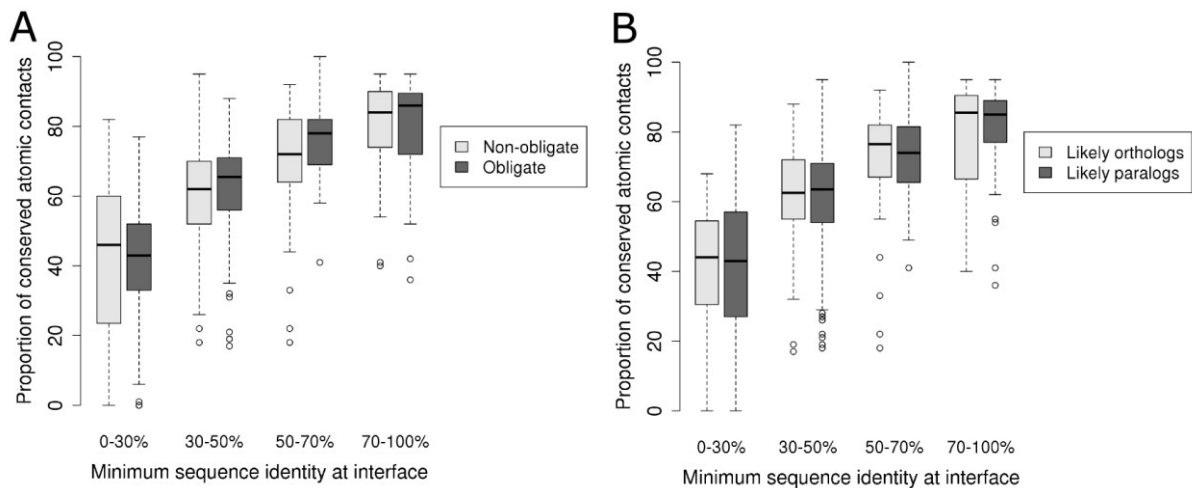 A
Proportion of conserved atomic contacts
100
80
60
40
20
0
0-30%
30-50%
50-70%
70-100%
Minimum sequence identity at interface
Non-obligate
Obligate
B
Proportion of conserved atomic contacts
100
80
60
40
20
0
0-30%
30-50%
50-70%
70-100%
Minimum sequence identity at interface
Likely orthologs
Likely paralogs